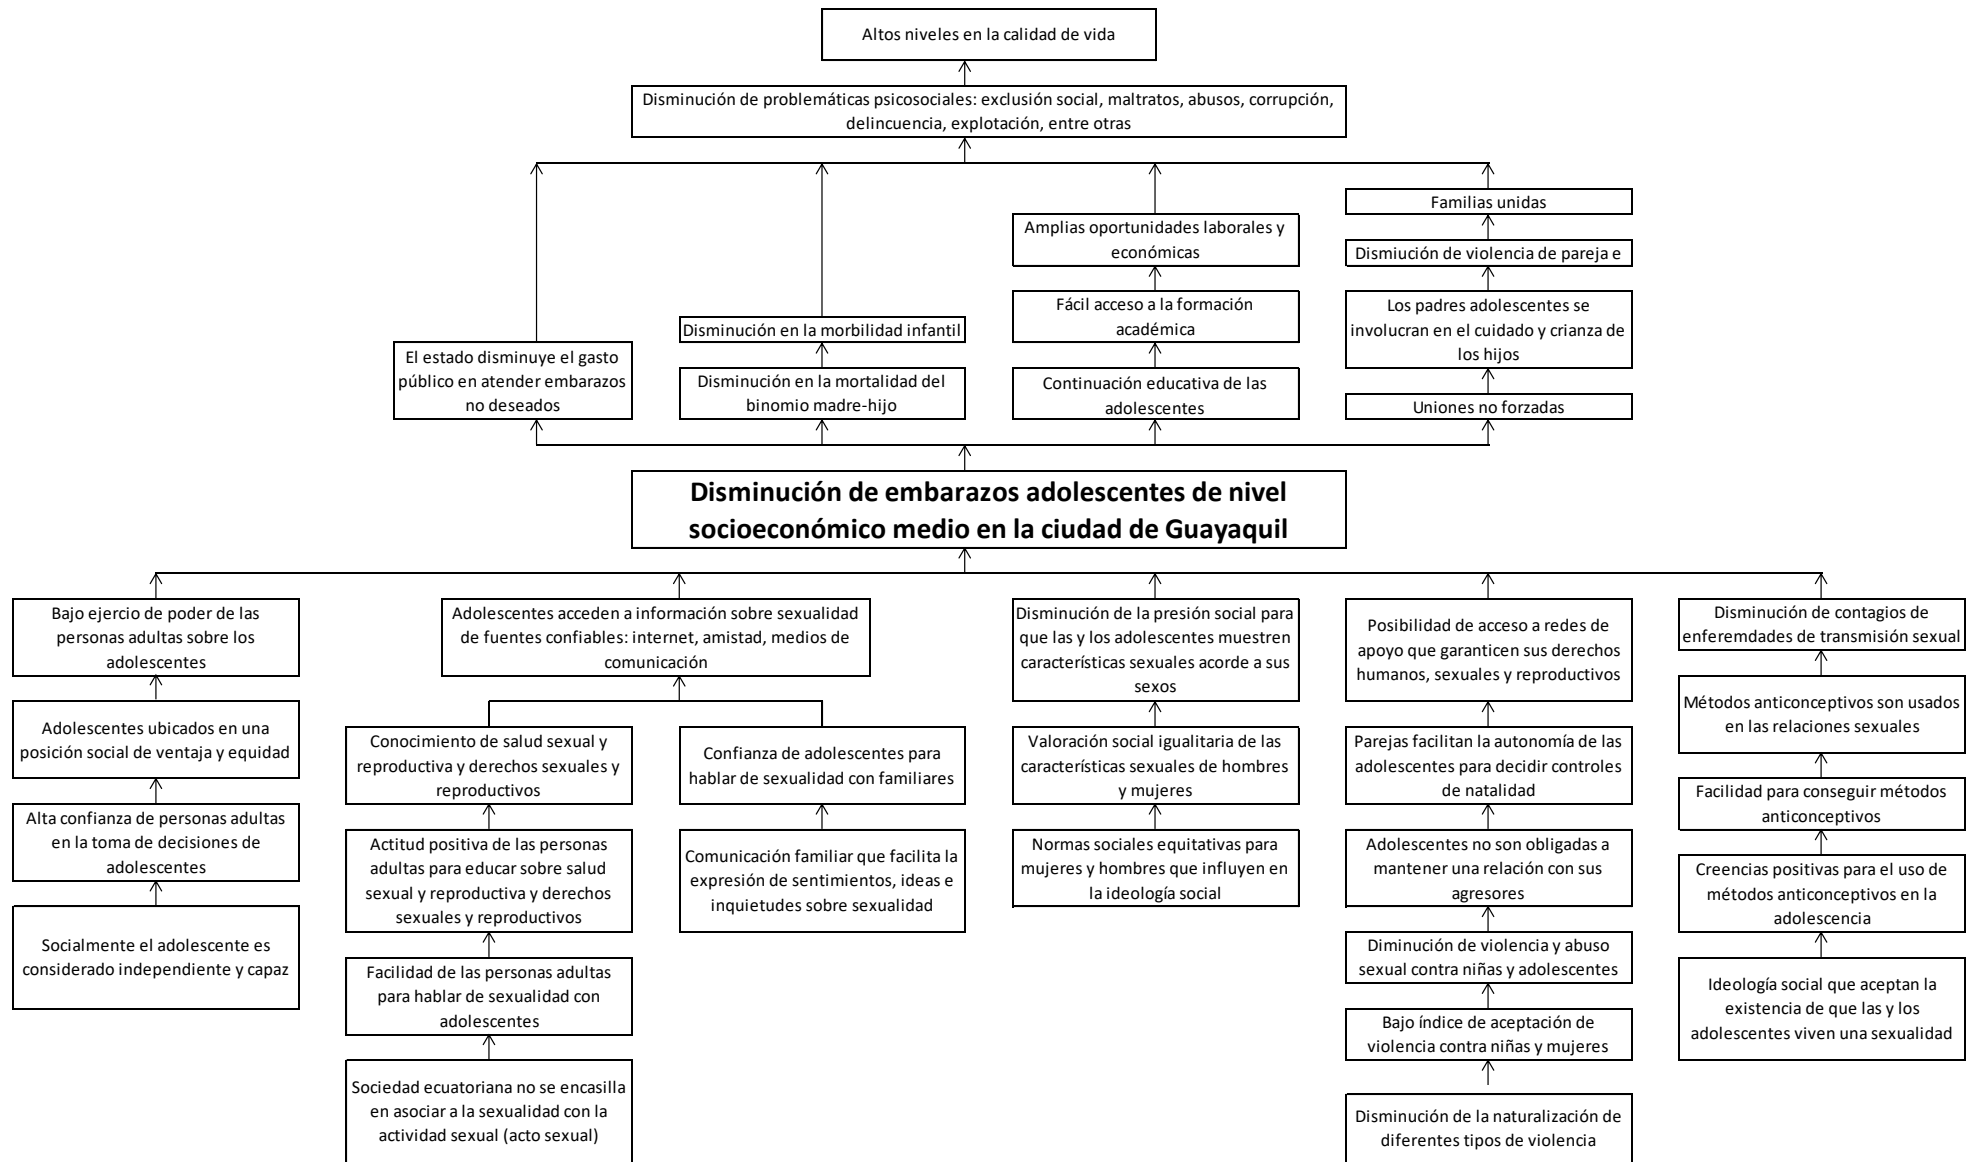 Altos niveles en la calidad de vida
Disminución de problemáticas psicosociales: exclusión social, maltratos, abusos, corrupción,
delincuencia, explotación, entre otras
Familias unidas
Amplias oportunidades laborales y
económicas
Dismiución de violencia de pareja e
Fácil acceso a la formación
académica
Los padres adolescentes se
involucran en el cuidado y crianza de
los hijos
Disminución en la morbilidad infantil
El estado disminuye el gasto
público en atender embarazos
no deseados
Disminución en la mortalidad del
binomio madre-hijo
Continuación educativa de las
adolescentes
Uniones no forzadas
Disminución de embarazos adolescentes de nivel
socioeconómico medio en la ciudad de Guayaquil
Bajo ejercio de poder de las
personas adultas sobre los
adolescentes
Adolescentes acceden a información sobre sexualidad
de fuentes confiables: internet, amistad, medios de
comunicación
Disminución de la presión social para
que las y los adolescentes muestren
características sexuales acorde a sus
sexos
Posibilidad de acceso a redes de
apoyo que garanticen sus derechos
humanos, sexuales y reproductivos
Disminución de contagios de
enferemdades de transmisión sexual
Adolescentes ubicados en una
posición social de ventaja y equidad
Conocimiento de salud sexual y
reproductiva y derechos sexuales y
reproductivos
Confianza de adolescentes para
hablar de sexualidad con familiares
Valoración social igualitaria de las
características sexuales de hombres
y mujeres
Parejas facilitan la autonomía de las
adolescentes para decidir controles
de natalidad
Métodos anticonceptivos son usados
en las relaciones sexuales
Alta confianza de personas adultas
en la toma de decisiones de
adolescentes
Actitud positiva de las personas
adultas para educar sobre salud
sexual y reproductiva y derechos
sexuales y reproductivos
Comunicación familiar que facilita la
expresión de sentimientos, ideas e
inquietudes sobre sexualidad
Normas sociales equitativas para
mujeres y hombres que influyen en
la ideología social
Adolescentes no son obligadas a
mantener una relación con sus
agresores
Facilidad para conseguir métodos
anticonceptivos
Socialmente el adolescente es
considerado independiente y capaz
Facilidad de las personas adultas
para hablar de sexualidad con
adolescentes
Diminución de violencia y abuso
sexual contra niñas y adolescentes
Creencias positivas para el uso de
métodos anticonceptivos en la
adolescencia
Bajo índice de aceptación de
violencia contra niñas y mujeres
Ideología social que aceptan la
existencia de que las y los
adolescentes viven una sexualidad
Sociedad ecuatoriana no se encasilla
en asociar a la sexualidad con la
actividad sexual (acto sexual)
Disminución de la naturalización de
diferentes tipos de violencia